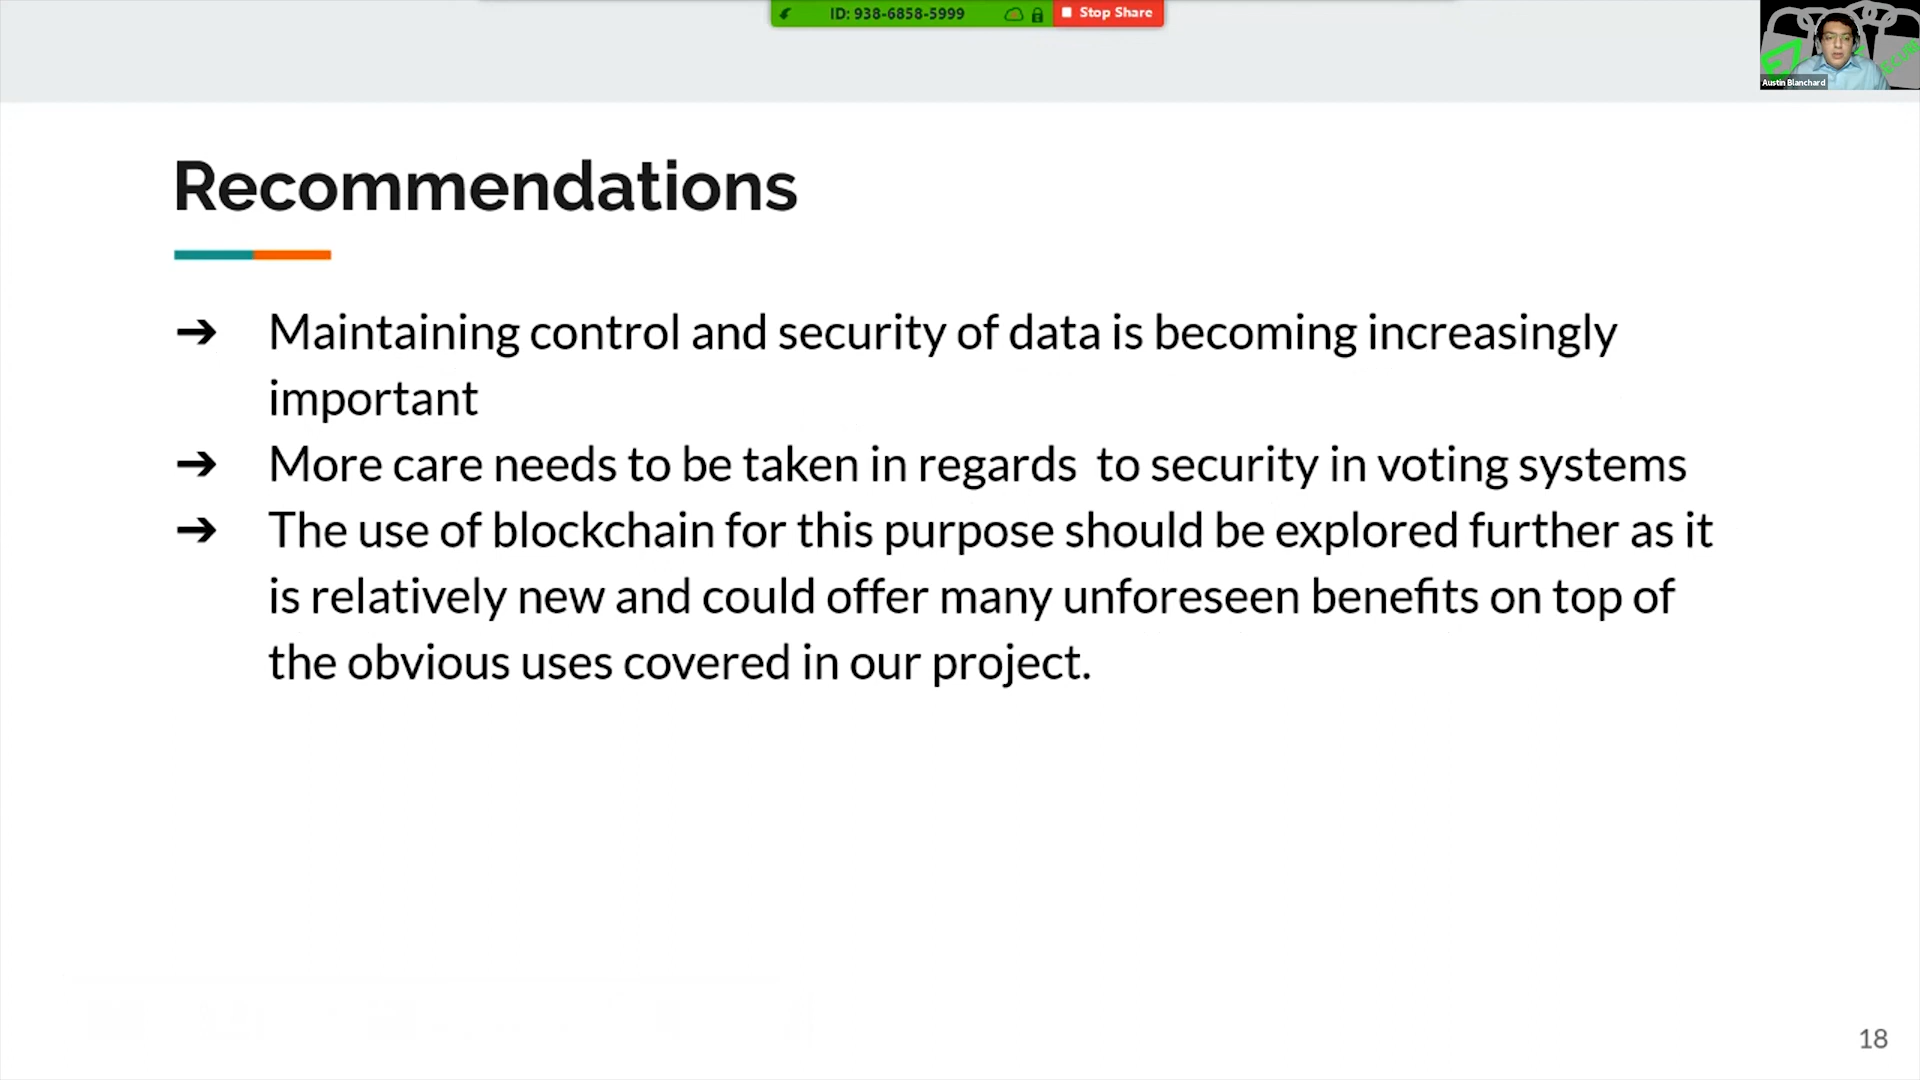 ID: 938-6858-5999
Stop Share
Austin Blanchard
Recommendations
➔ Maintaining control and security of data is becoming increasingly
important
➔ More care needs to be taken in regards  to security in voting systems
➔ The use of blockchain for this purpose should be explored further as it
is relatively new and could offer many unforeseen benefits on top of
the obvious uses covered in our project.
18